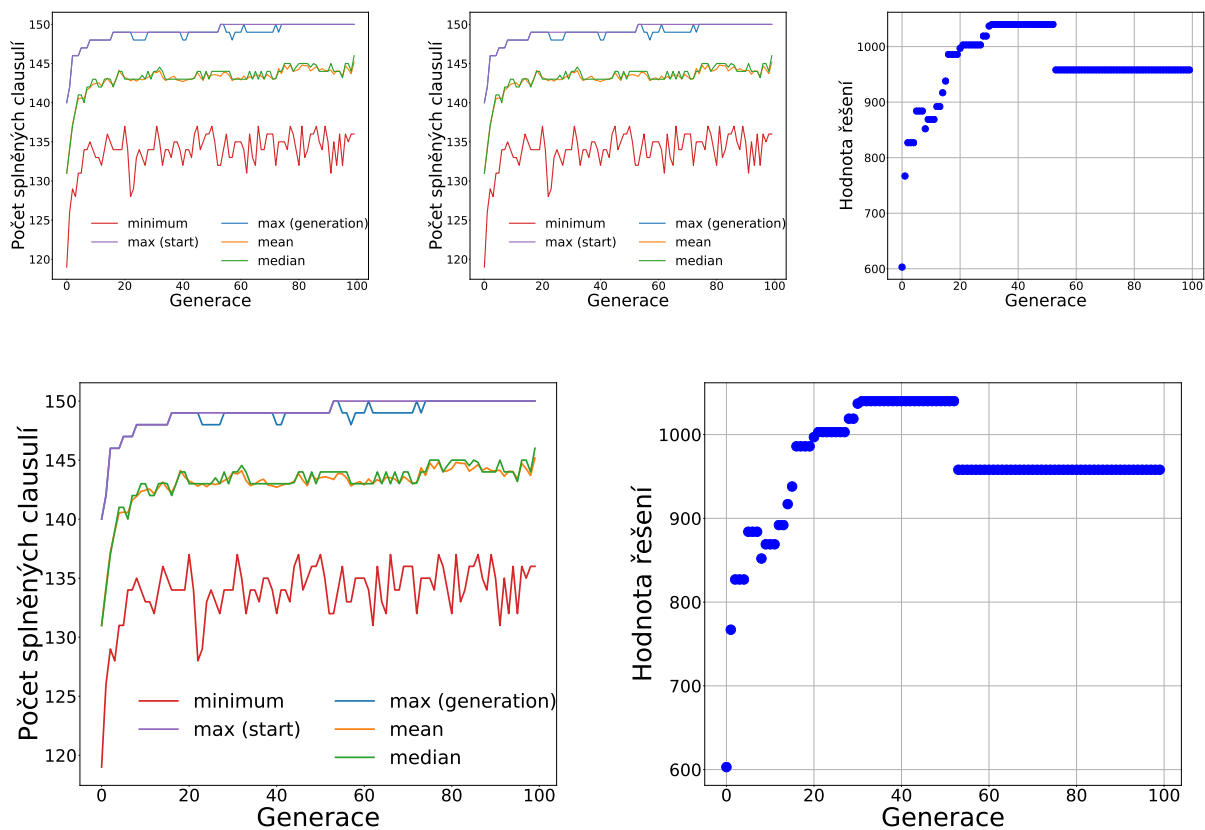 150
145
140
135
130
125
120
Počet splněných clausulí
minimum
max (start)
max (generation)
mean
median
0 20 40 60 80 100
Generace
150
145
140
135
130
125
120
Počet splněných clausulí
minimum
max (start)
max (generation)
mean
median
0 20 40 60 80 100
Generace
1000
900
800
700
600
Hodnota řešení
0 20 40 60 80 100
Generace
150
145
140
135
130
125
120
Počet splněných clausulí
minimum
max (start)
max (generation)
mean
median
0 20 40 60 80 100
Generace
1000
900
800
700
600
Hodnota řešení
0 20 40 60 80 100
Generace